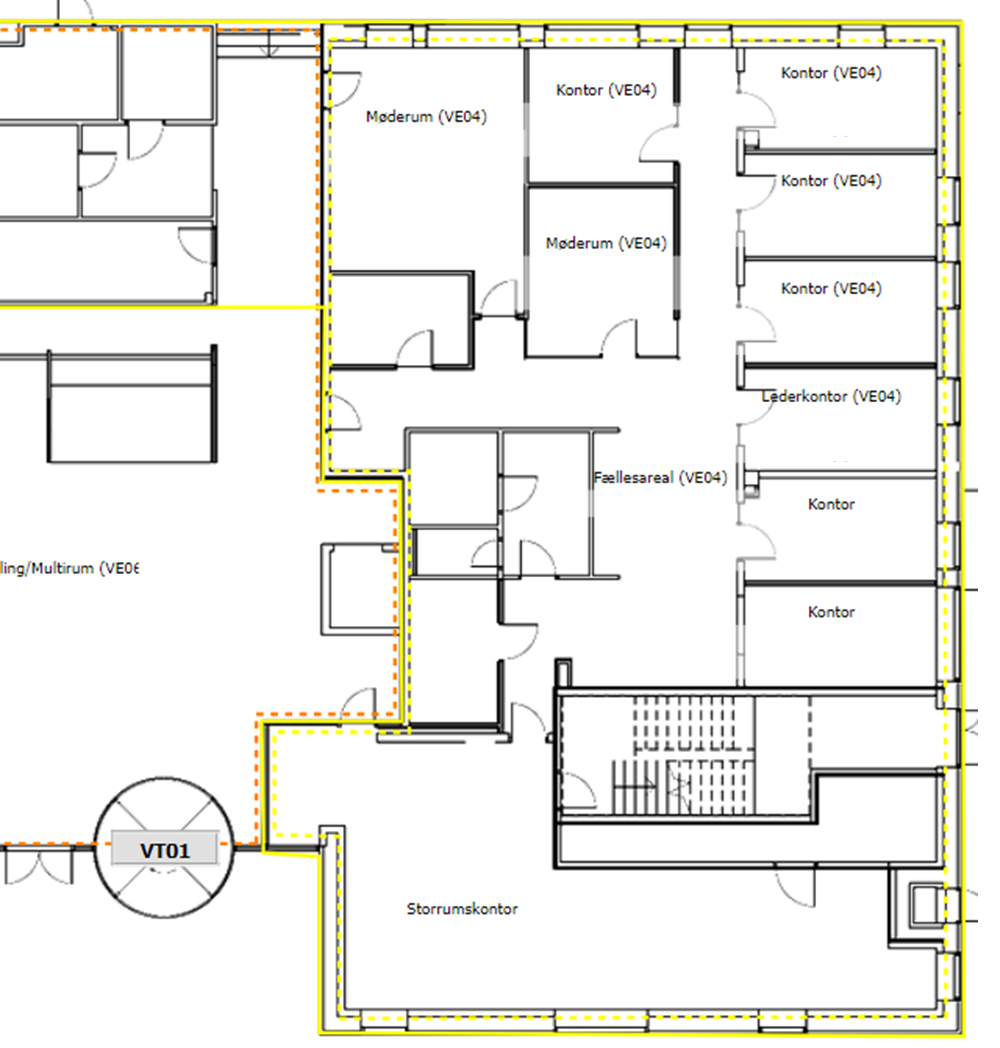 Kontor (VE04)
Kontor (VE04)
Møderum (VE04)
Kontor (VE04)
Møderum (VE04)
Kontor (VE04)
Lederkontor (VE04)
Fællesareal (VE04)
Kontor
ling/Multirum (VE06
Kontor
VT01
Storrumskontor